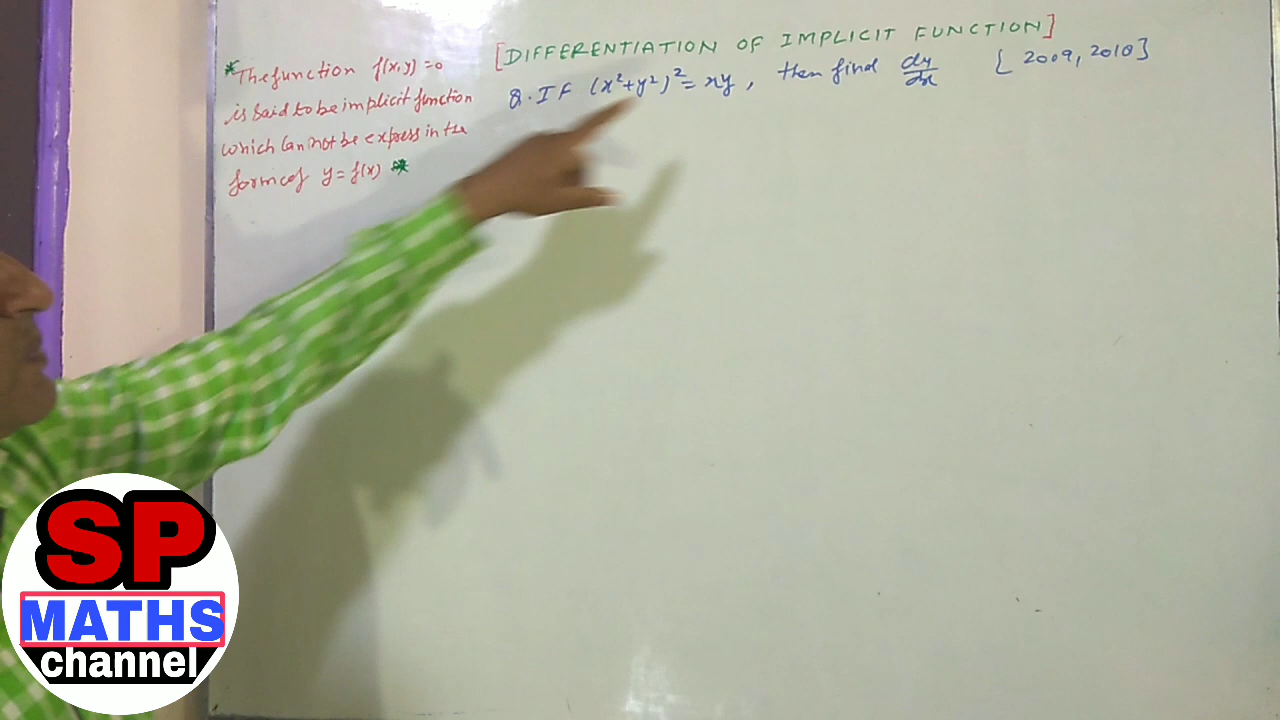 [DIFFERENTIATION OF IMPLICIT FUNCTION]
*The function f(x,y)=0
is said to be implicit function
which can not be express in the
form of y=f(x) *
Q. IF (x²+y²)²=xy, then find dy/dx [2009, 2010]
SP
MATHS
channel